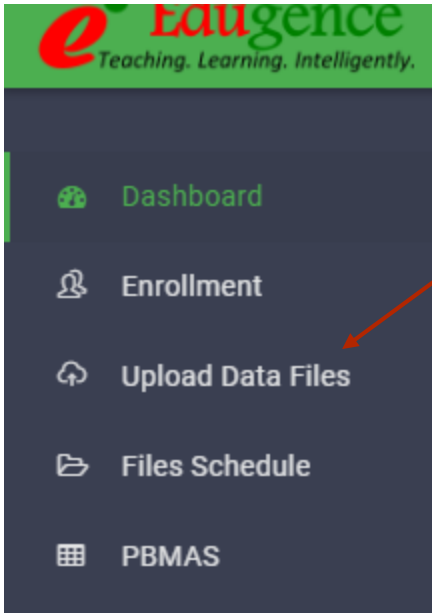 Edugence
Teaching. Learning. Intelligently.
Dashboard
Enrollment
Upload Data Files
Files Schedule
PBMAS